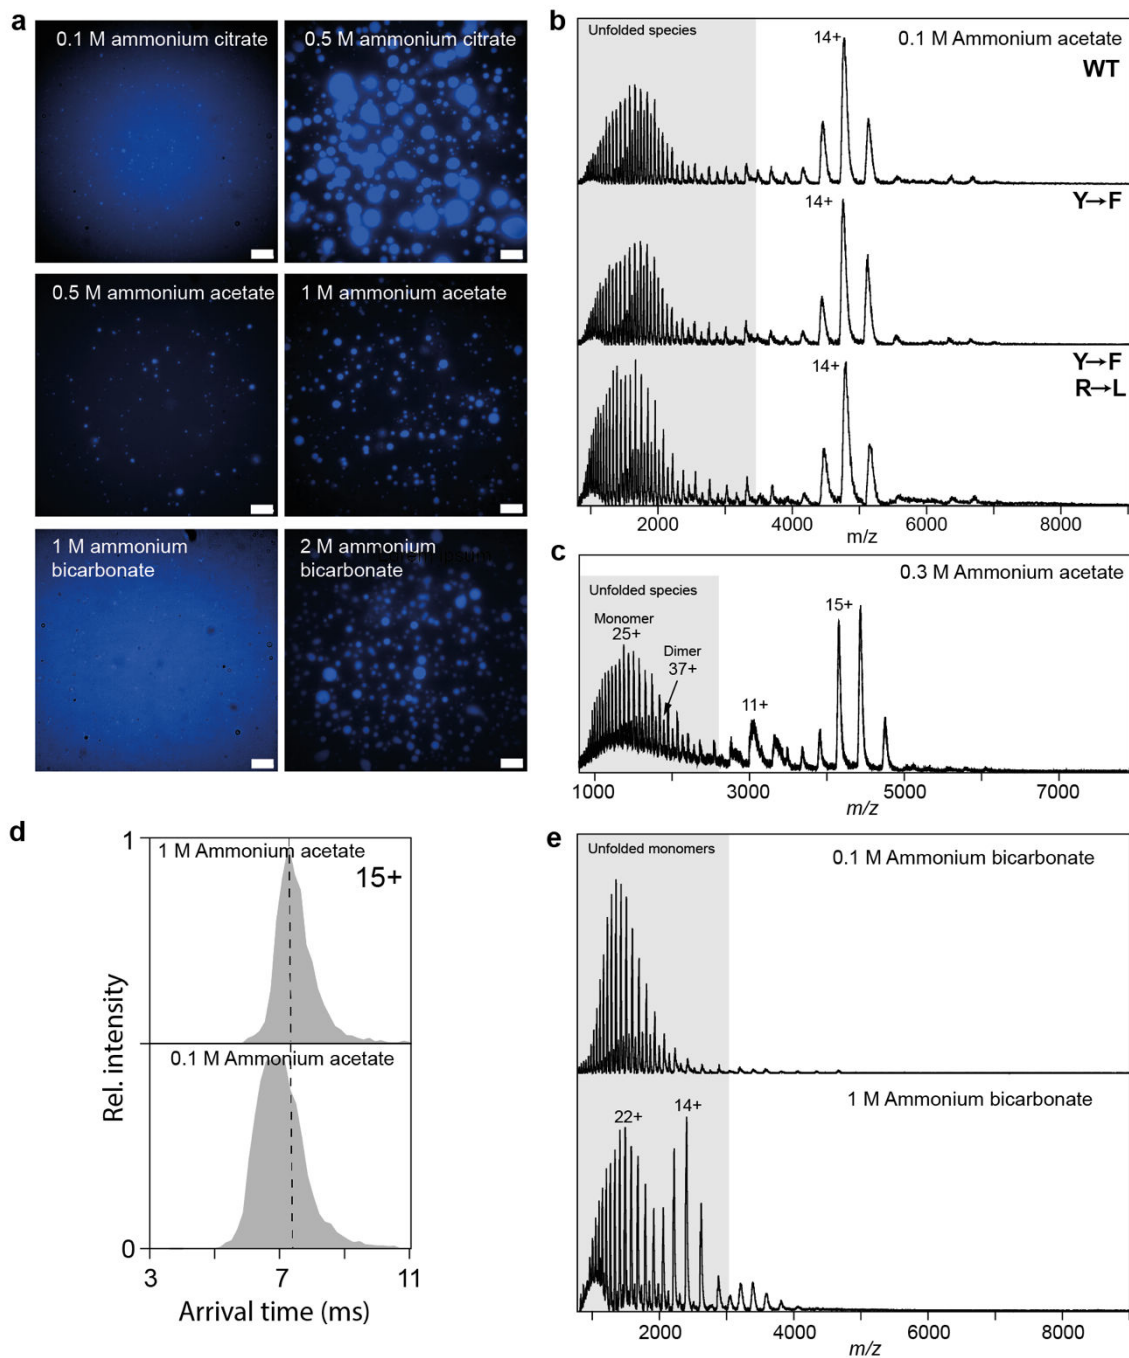 a
0.1 M ammonium citrate
0.5 M ammonium citrate
0.5 M ammonium acetate
1 M ammonium acetate
1 M ammonium
bicarbonate
2 M ammonium
bicarbonate
b
Unfolded species
0.1 M Ammonium acetate
WT
14+
Y→F
14+
Y→F
R→L
14+
2000
4000
6000
8000
m/z
c
0.3 M Ammonium acetate
Unfolded species
Monomer
25+
Dimer
37+
11+
15+
1000
3000
5000
7000
m/z
d
1
1 M Ammonium acetate
15+
0.1 M Ammonium acetate
0
Rel. intensity
3
7
11
Arrival time (ms)
e
Unfolded monomers
0.1 M Ammonium bicarbonate
1 M Ammonium bicarbonate
22+
14+
2000
4000
6000
8000
m/z